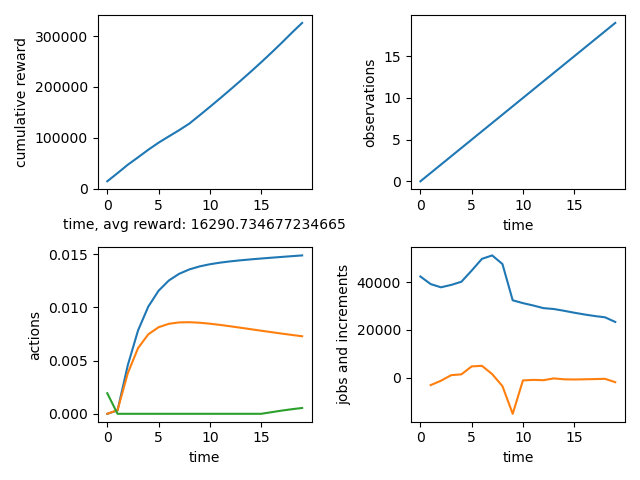 cumulative reward
300000
200000
100000
0
0 5 10 15
time, avg reward: 16290.734677234665
observations
15
10
5
0
0 5 10 15
time
actions
0.015
0.010
0.005
0.000
0 5 10 15
time
jobs and increments
40000
20000
0
0 5 10 15
time